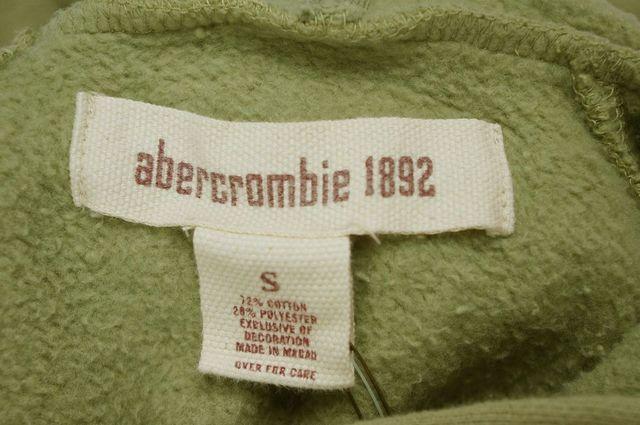 abercrombie 1892
S
72% COTTON
28% POLYESTER
EXCLUSIVE OF
DECORATION
MADE IN MACAU
OVER FOR CARE